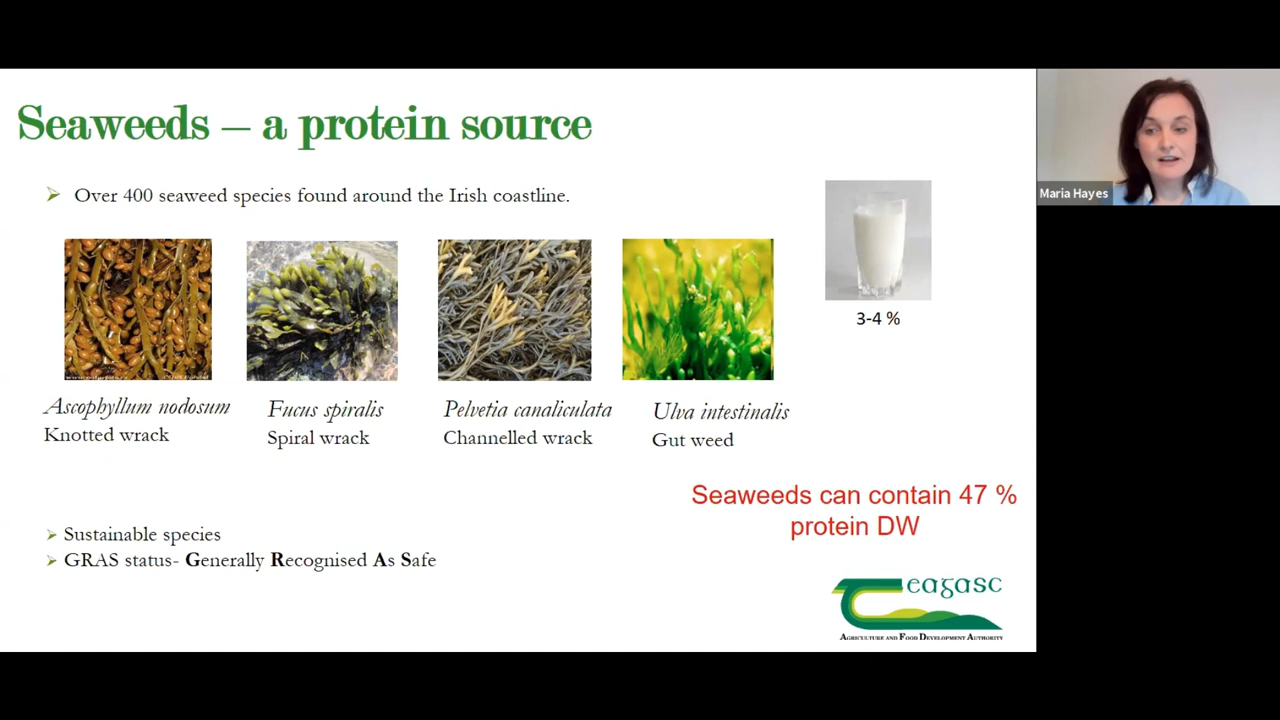 Seaweeds – a protein source
Over 400 seaweed species found around the Irish coastline.
3-4 %
Ascophyllum nodosum
Knotted wrack
Fucus spiralis
Spiral wrack
Pelvetia canaliculata
Channelled wrack
Ulva intestinalis
Gut weed
Seaweeds can contain 47 %
protein DW
Sustainable species
GRAS status- Generally Recognised As Safe
eagasc
AGRICULTURE AND FOOD DEVELOPMENT AUTHORITY
Maria Hayes